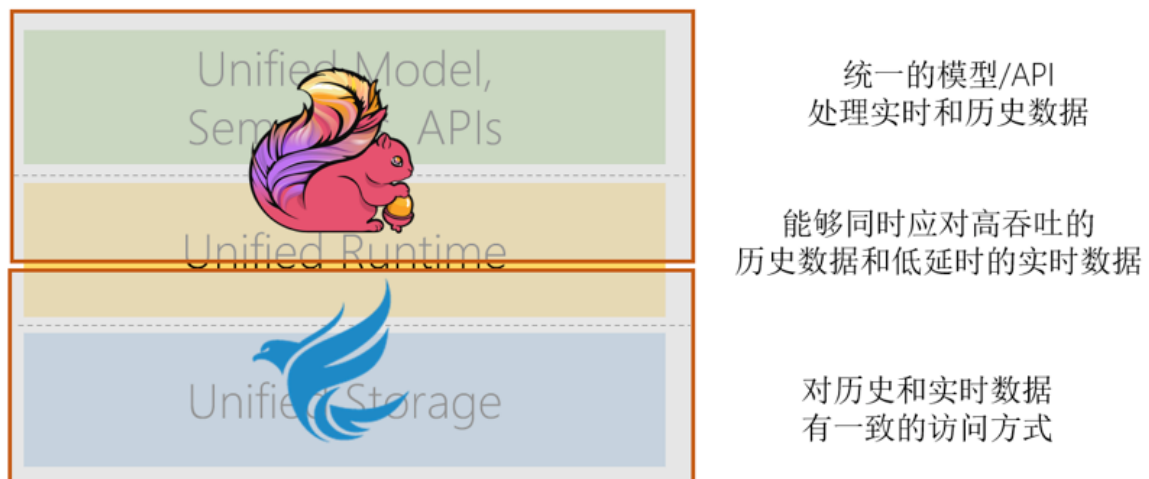 Unified Model,
APIs
Unified Runtime
Storage
统一的模型/API
处理实时和历史数据
能够同时应对高吞吐的
历史数据和低延时的实时数据
对历史和实时数据
有一致的访问方式